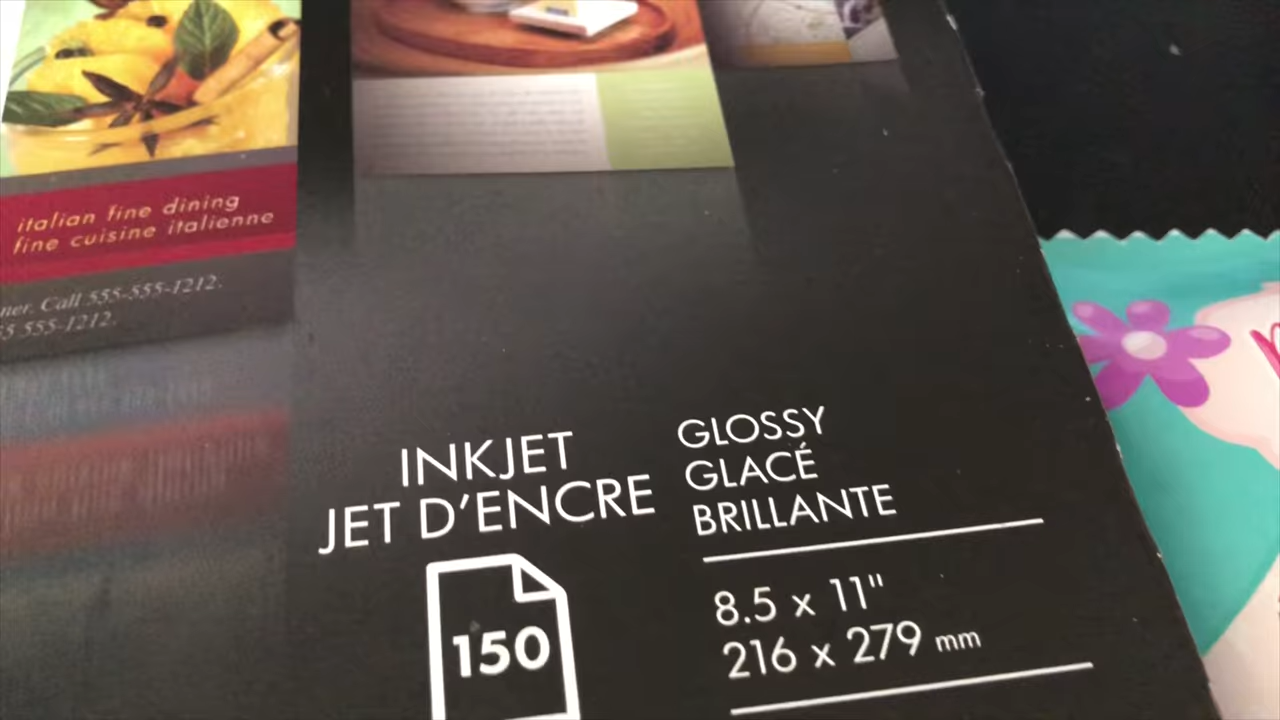 italian fine dining
fine cuisine italienne
Call 555-555-1212.
555-1212.
INKJET
JET D'ENCRE
GLOSSY
GLACÉ
BRILLANTE
150
8.5 x 11"
216 x 279 mm